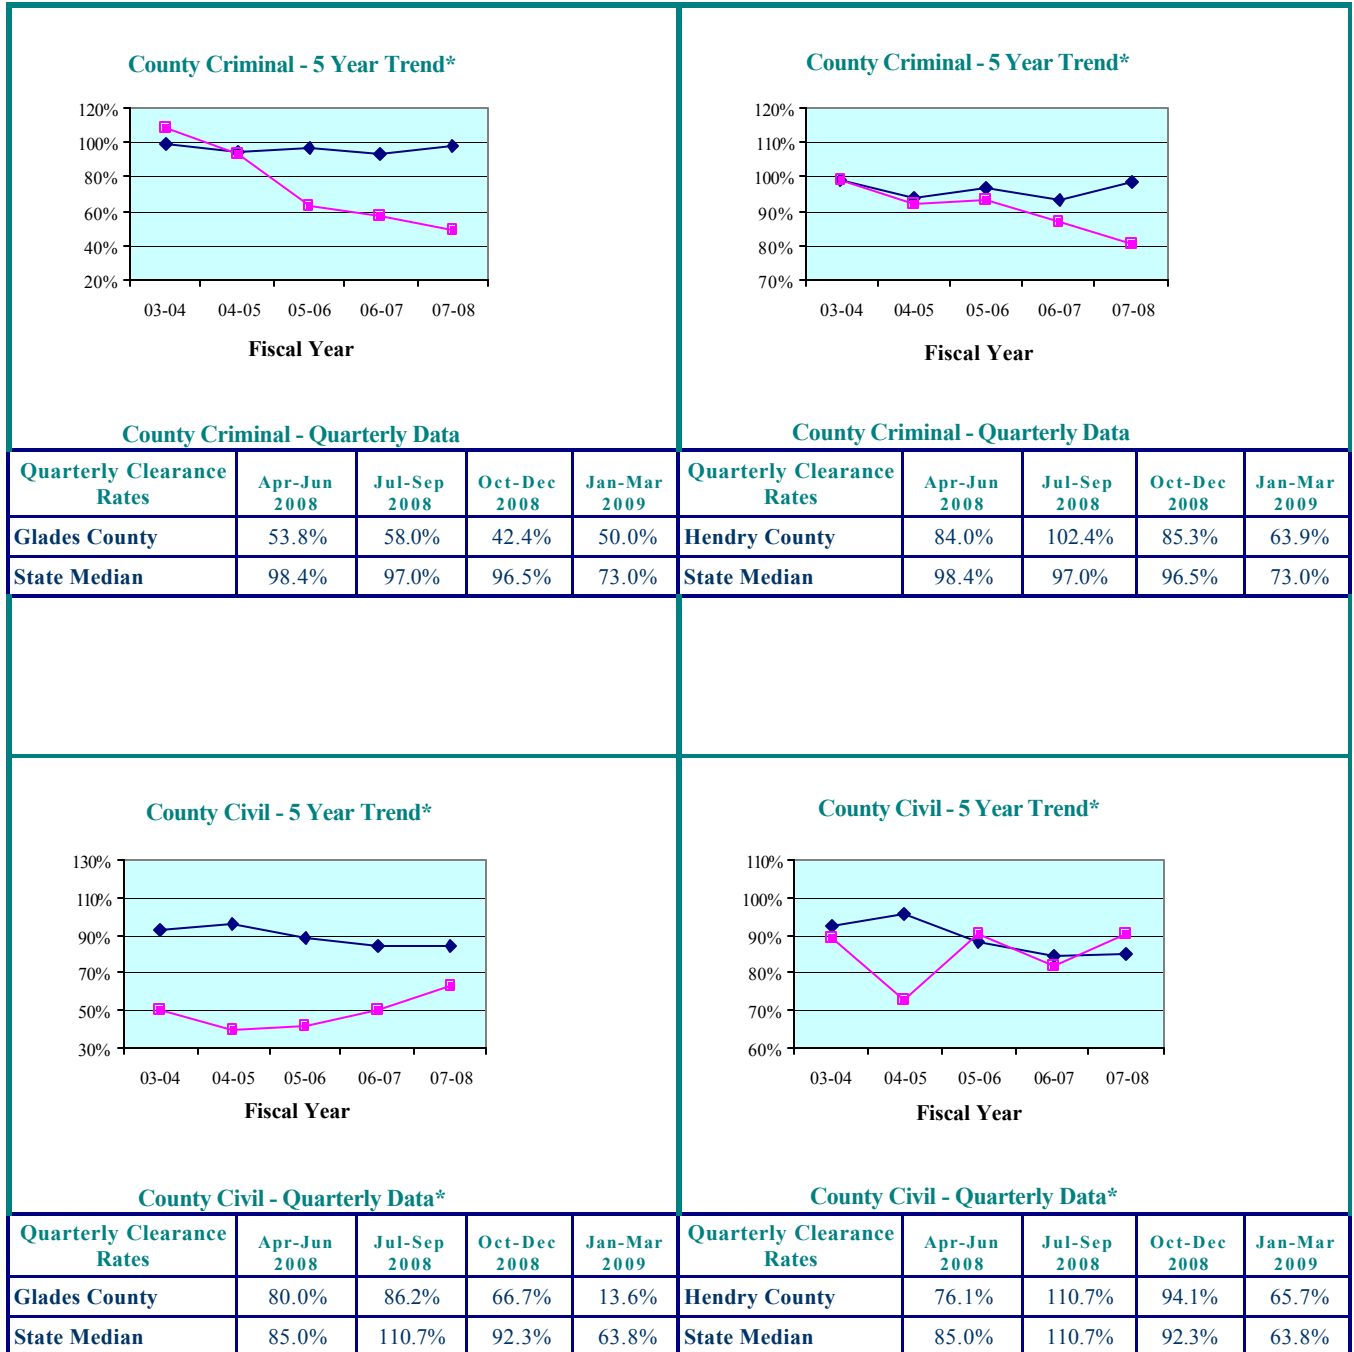 County Criminal - 5 Year Trend*
120%
100%
80%
60%
40%
20%
03-04 04-05 05-06 06-07 07-08
Fiscal Year
County Criminal - Quarterly Data
Quarterly Clearance Rates Apr-Jun 2008 Jul-Sep 2008 Oct-Dec 2008 Jan-Mar 2009
Glades County 53.8% 58.0% 42.4% 50.0%
State Median 98.4% 97.0% 96.5% 73.0%
County Criminal - 5 Year Trend*
120%
110%
100%
90%
80%
70%
03-04 04-05 05-06 06-07 07-08
Fiscal Year
County Criminal - Quarterly Data
Quarterly Clearance Rates Apr-Jun 2008 Jul-Sep 2008 Oct-Dec 2008 Jan-Mar 2009
Hendry County 84.0% 102.4% 85.3% 63.9%
State Median 98.4% 97.0% 96.5% 73.0%
County Civil - 5 Year Trend*
130%
110%
90%
70%
50%
30%
03-04 04-05 05-06 06-07 07-08
Fiscal Year
County Civil - Quarterly Data*
Quarterly Clearance Rates Apr-Jun 2008 Jul-Sep 2008 Oct-Dec 2008 Jan-Mar 2009
Glades County 80.0% 86.2% 66.7% 13.6%
State Median 85.0% 110.7% 92.3% 63.8%
County Civil - 5 Year Trend*
110%
100%
90%
80%
70%
60%
03-04 04-05 05-06 06-07 07-08
Fiscal Year
County Civil - Quarterly Data*
Quarterly Clearance Rates Apr-Jun 2008 Jul-Sep 2008 Oct-Dec 2008 Jan-Mar 2009
Hendry County 76.1% 110.7% 94.1% 65.7%
State Median 85.0% 110.7% 92.3% 63.8%